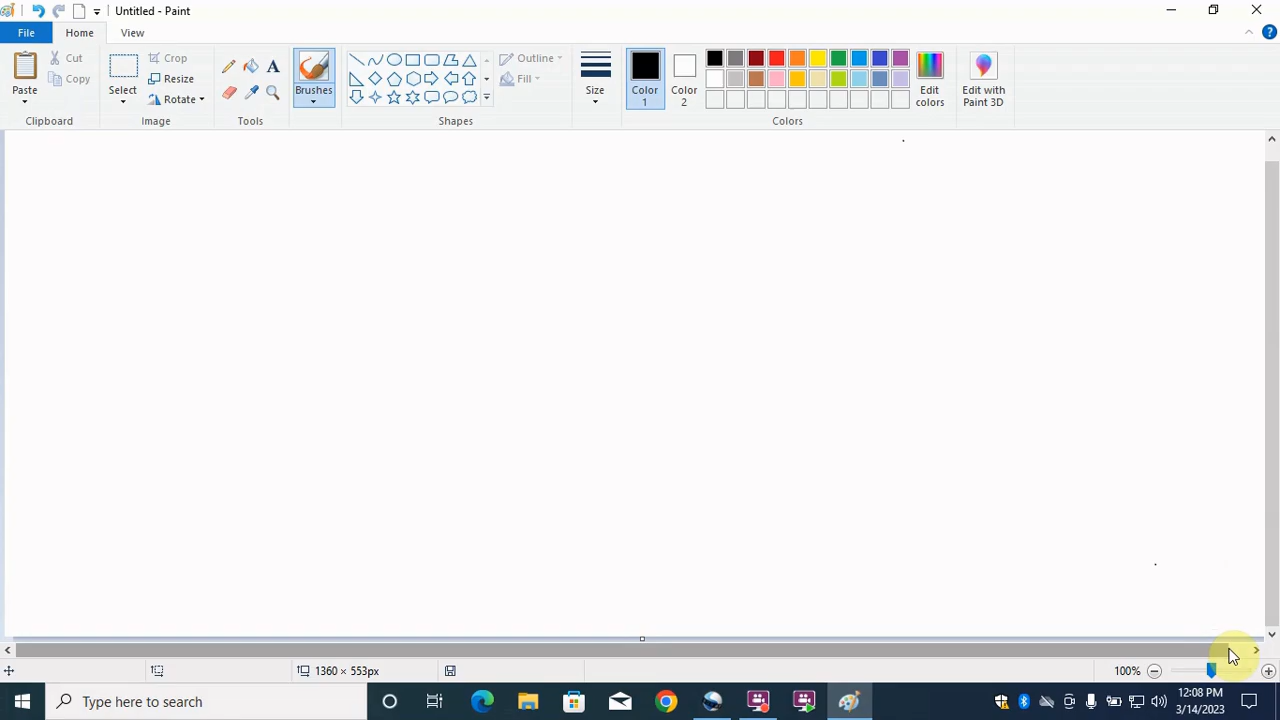 Untitled - Paint
File Home View
Paste
Cut
Copy
Clipboard
Select
Crop
Resize
Rotate
Image
A
Tools
Brushes
Outline
Fill
Shapes
Size
Color 1
Color 2
Edit colors
Colors
Edit with Paint 3D
1360 × 553px
100%
Type here to search
12:08 PM
3/14/2023